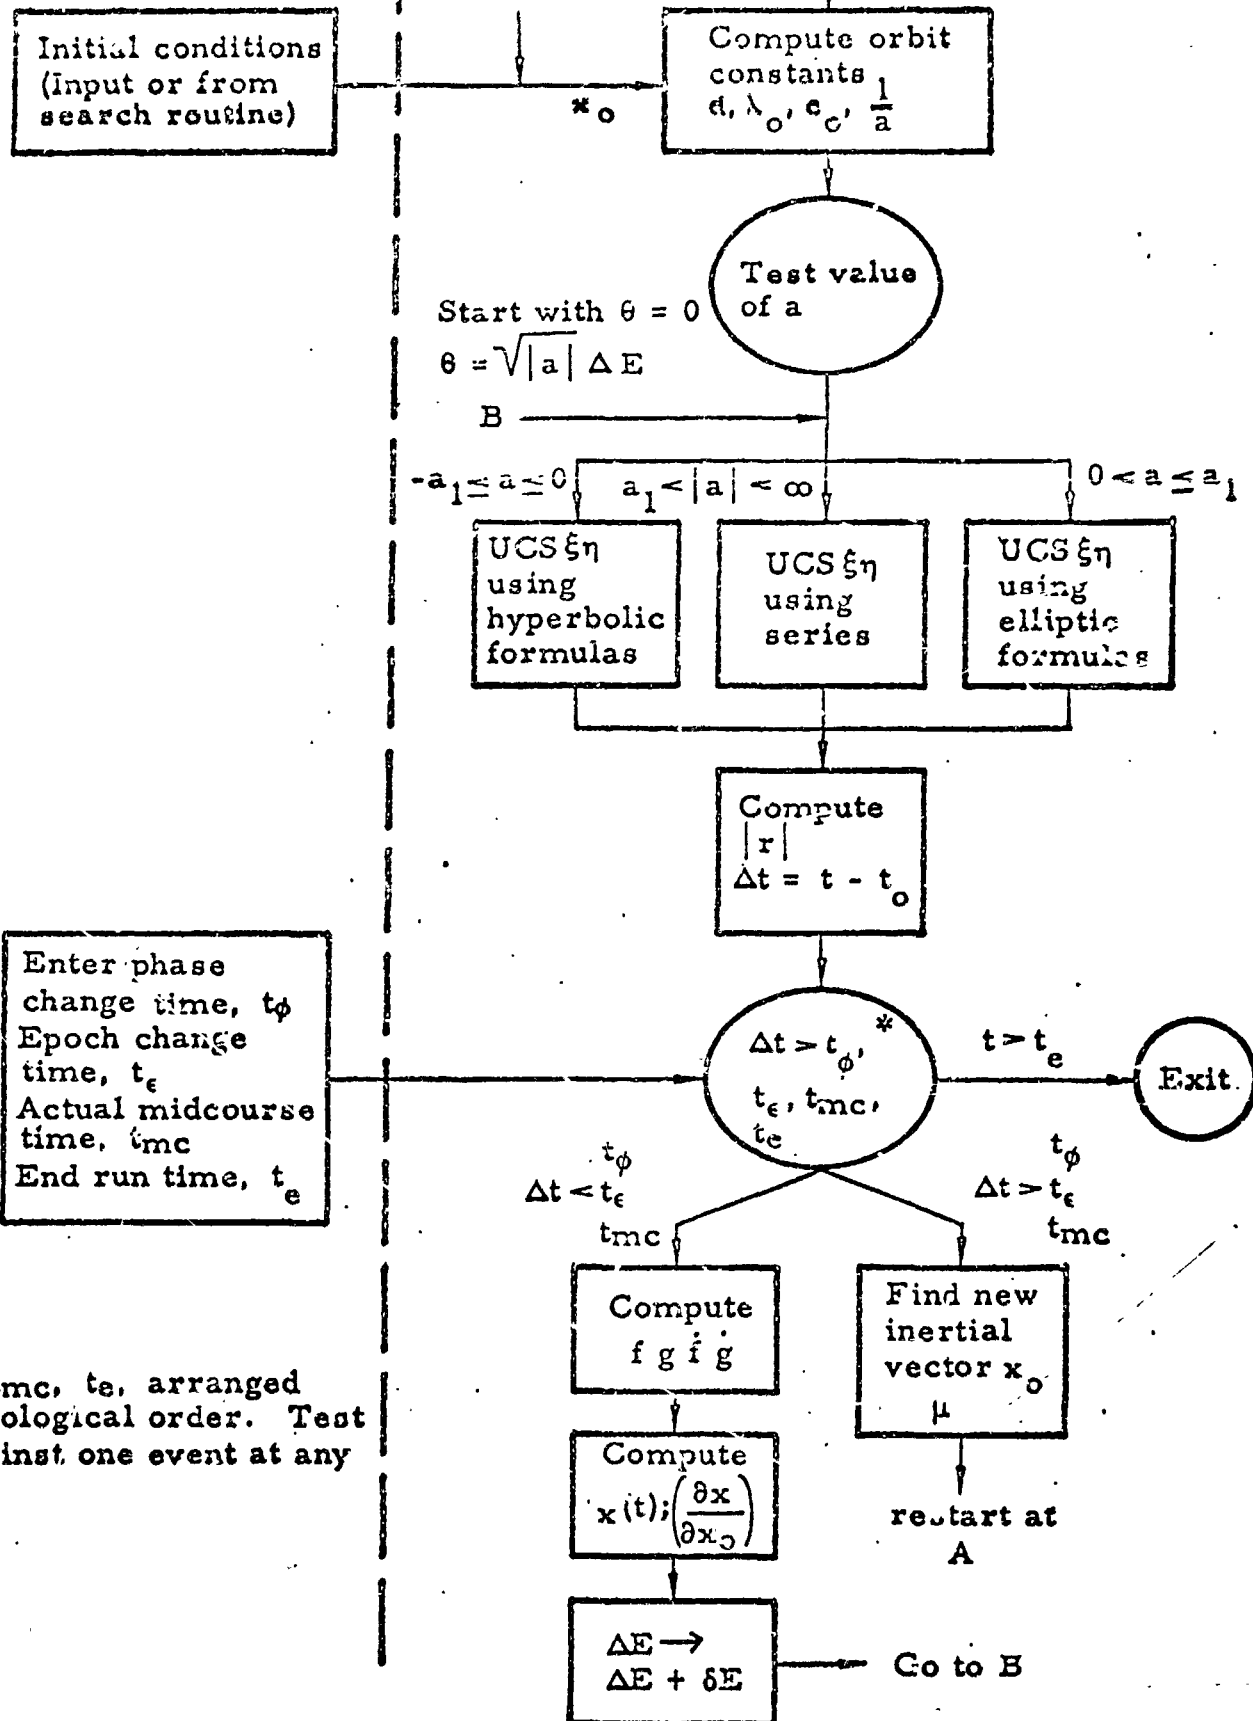 Initial conditions
(Input or from
search routine)
x_o
Compute orbit
constants
d, λ_o, e_o, 1/a
Test value
of a
Start with θ = 0
θ = √|a| ΔE
B
-a_1 ≤ a ≤ 0
a_1 < |a| < ∞
0 < a ≤ a_1
UCS ξη
using
hyperbolic
formulas
UCS ξη
using
series
UCS ξη
using
elliptic
formulas
Compute
|r|
Δt = t - t_o
Enter phase
change time, t_ϕ
Epoch change
time, t_ϵ
Actual midcourse
time, t_mc
End run time, t_e
Δt > t_ϕ, *
t_ϵ, t_mc,
t_e
t > t_e
Exit
t_ϕ
Δt < t_ϵ
t_mc
t_ϕ
Δt > t_ϵ
t_mc
Compute
f g ḟ ġ
Find new
inertial
vector x_o
μ
mc, te, arranged
ological order. Test
inst one event at any
Compute
x(t); (∂x/∂x_o)
restart at
A
ΔE →
ΔE + δE
Go to B